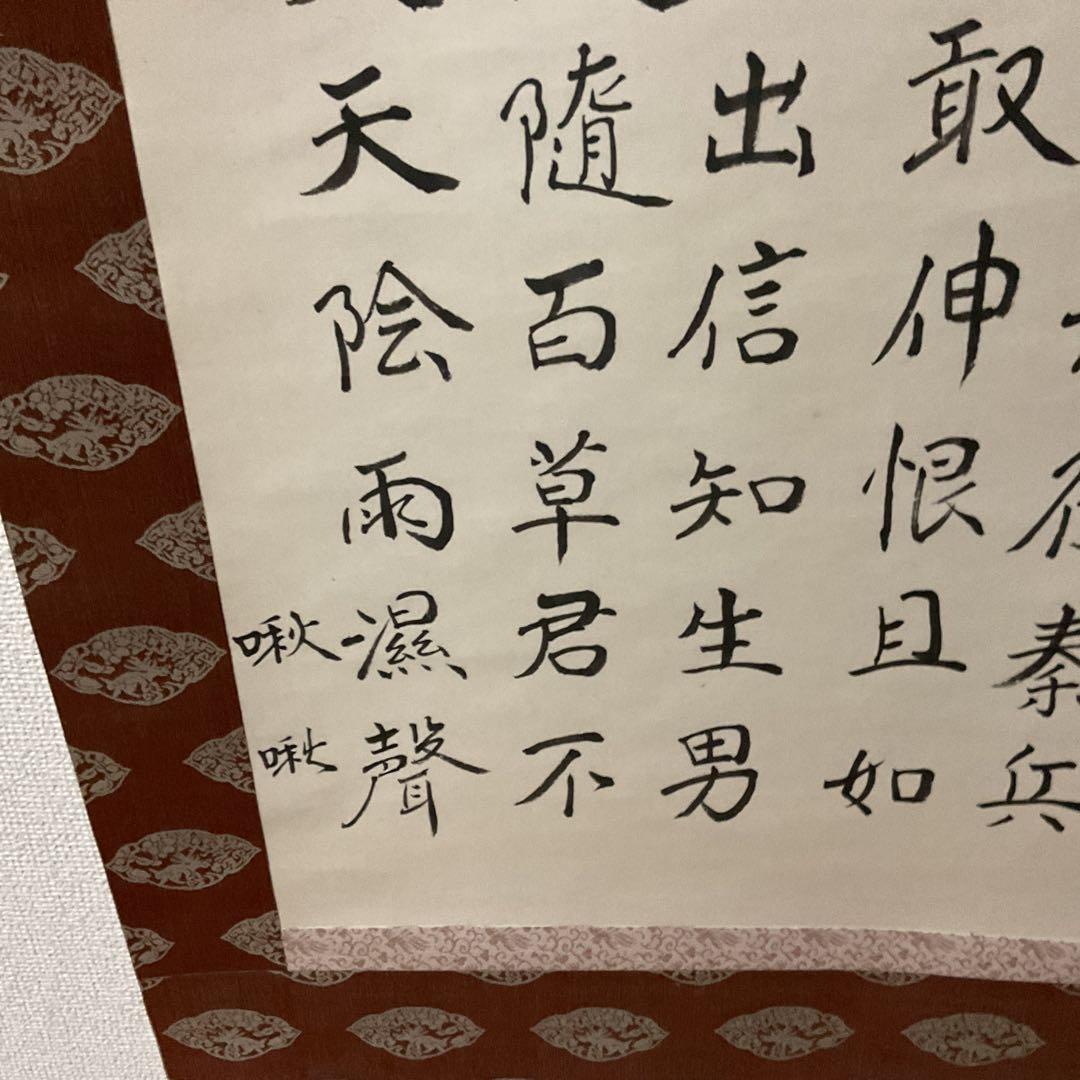 秦兵
敢伸恨且如
出信知生男
隨百草君不
天陰雨濕聲
啾啾